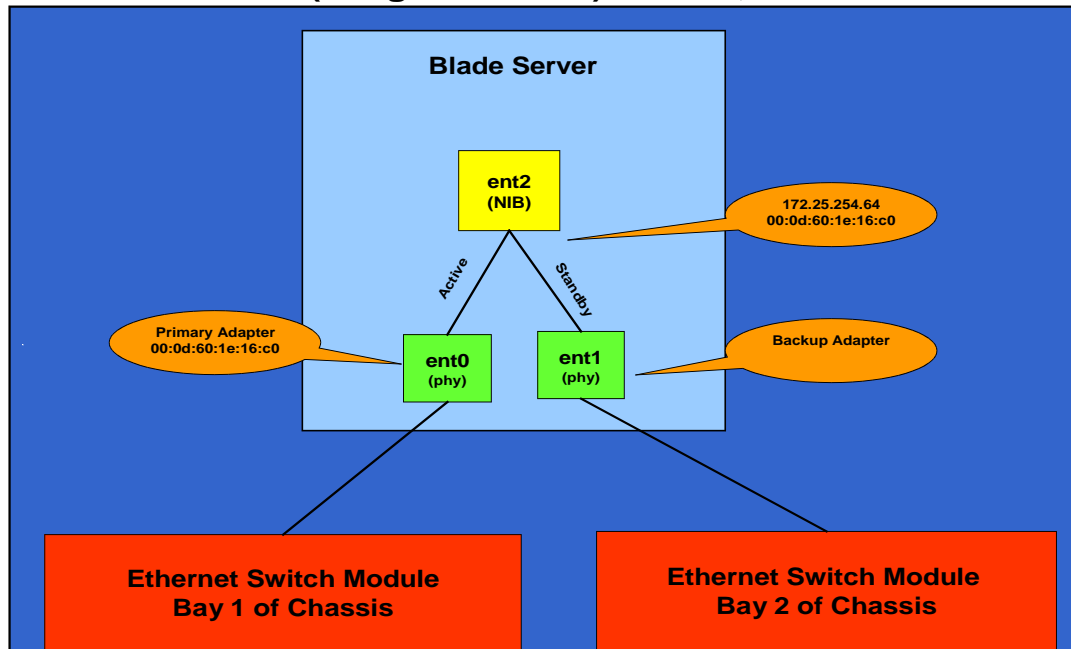 Blade Server
ent2
(NIB)
172.25.254.64
00:0d:60:1e:16:c0
Active
Standby
Primary Adapter
00:0d:60:1e:16:c0
ent0
(phy)
ent1
(phy)
Backup Adapter
Ethernet Switch Module
Bay 1 of Chassis
Ethernet Switch Module
Bay 2 of Chassis